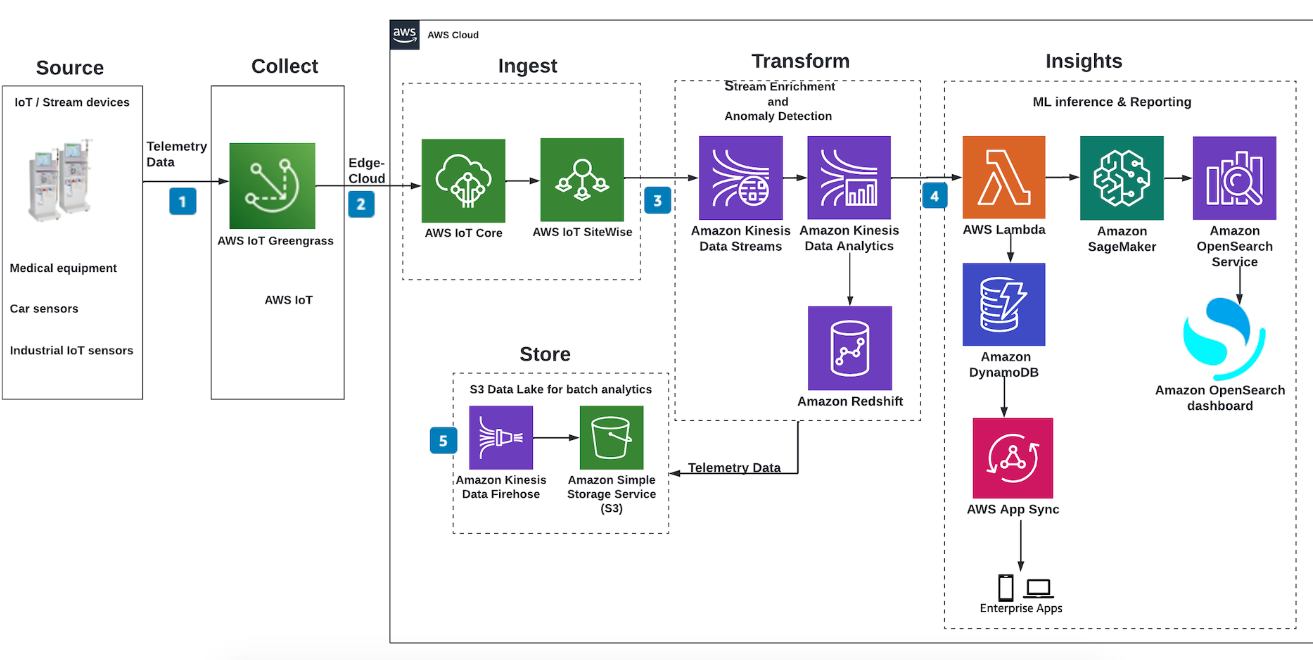 aws
AWS Cloud
Source
IoT / Stream devices
Medical equipment
Car sensors
Industrial IoT sensors
Telemetry
Data
1
Collect
AWS IoT Greengrass
AWS IoT
Edge-
Cloud
2
Ingest
AWS IoT Core
AWS IoT SiteWise
3
Transform
Stream Enrichment
and
Anomaly Detection
Amazon Kinesis
Data Streams
Amazon Kinesis
Data Analytics
Amazon Redshift
4
Insights
ML inference & Reporting
AWS Lambda
Amazon
SageMaker
Amazon
OpenSearch
Service
Amazon
DynamoDB
Amazon OpenSearch
dashboard
AWS App Sync
Enterprise Apps
Store
S3 Data Lake for batch analytics
5
Amazon Kinesis
Data Firehose
Amazon Simple
Storage Service
(S3)
Telemetry Data